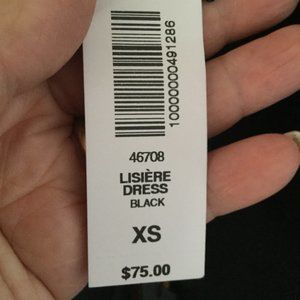 10000000491286
46708
LISIÈRE
DRESS
BLACK
XS
$75.00